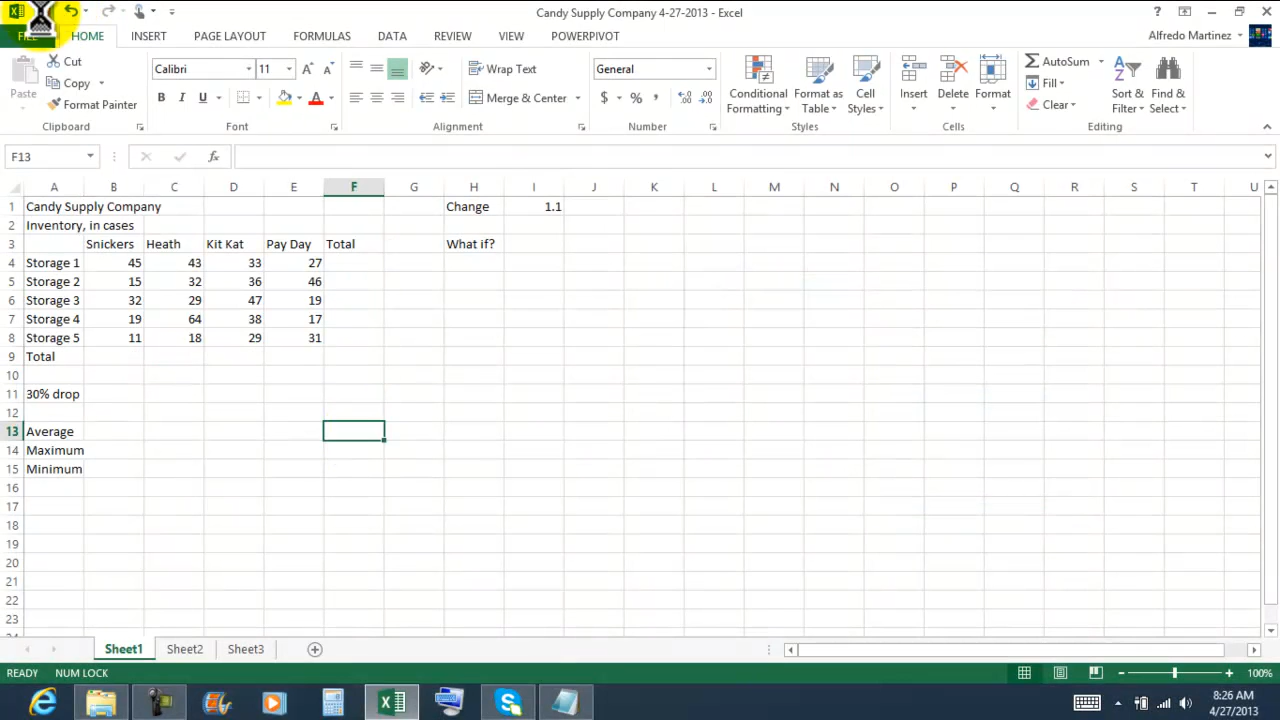 Candy Supply Company 4-27-2013 - Excel
?
FILE HOME INSERT PAGE LAYOUT FORMULAS DATA REVIEW VIEW POWERPIVOT Alfredo Martinez
Paste Cut
Copy
Format Painter
Calibri 11
B I U A
Wrap Text
Merge & Center
General
$ % ,
Conditional Formatting
Format as Table
Cell Styles
Insert Delete Format
AutoSum
Fill
Clear
Sort & Filter
Find & Select
Clipboard Font Alignment Number Styles Cells Editing
F13 fx
A B C D E F G H I J K L M N O P Q R S T U
1 Candy Supply Company Change 1.1
2 Inventory, in cases
3 Snickers Heath Kit Kat Pay Day Total What if?
4 Storage 1 45 43 33 27
5 Storage 2 15 32 36 46
6 Storage 3 32 29 47 19
7 Storage 4 19 64 38 17
8 Storage 5 11 18 29 31
9 Total
10
11 30% drop
12
13 Average
14 Maximum
15 Minimum
16
17
18
19
20
21
22
23
24
Sheet1 Sheet2 Sheet3
READY NUM LOCK 100%
8:26 AM
4/27/2013